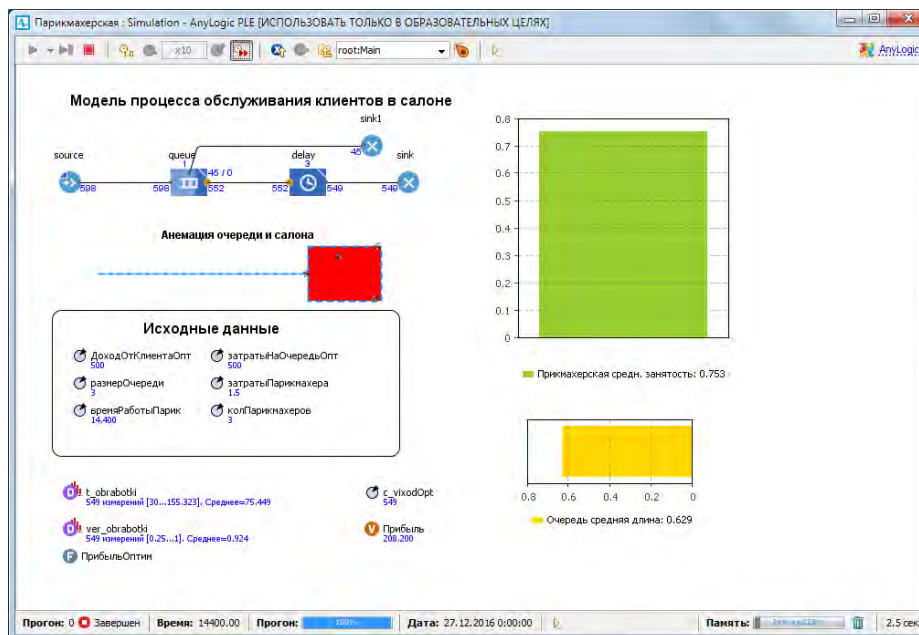 Парикмахерская : Simulation - AnyLogic PLE [ИСПОЛЬЗОВАТЬ ТОЛЬКО В ОБРАЗОВАТЕЛЬНЫХ ЦЕЛЯХ]
x10
root:Main
AnyLogic
Модель процесса обслуживания клиентов в салоне
sink1
45
source
queue
delay
sink
1
45 / 0
3
598
598
552
552
549
549
Анемация очереди и салона
Исходные данные
ДоходОтКлиентаОпт
500
затратыНаОчередьОпт
500
размерОчереди
3
затратыПарикмахера
1.5
времяРаботыПарик
14,400
колПарикмахеров
3
t_obrabotki
549 измерений [30...155.323]. Среднее=75.449
c_vixodOpt
549
ver_obrabotki
549 измерений [0.25...1]. Среднее=0.924
Прибыль
208,200
ПрибыльОптим
0.8
0.7
0.6
0.5
0.4
0.3
0.2
0.1
0
Прикмахерская средн. занятость: 0.753
0.8 0.6 0.4 0.2 0
Очередь средняя длина: 0.629
Прогон: 0 Завершен Время: 14400.00 Прогон: 100% Дата: 27.12.2016 0:00:00 Память: 2.5 сек